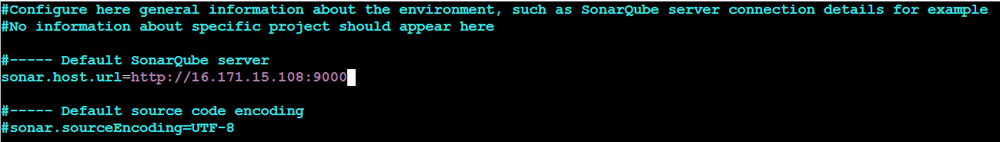 #Configure here general information about the environment, such as SonarQube server connection details for example
#No information about specific project should appear here
#----- Default SonarQube server
sonar.host.url=http://16.171.15.108:9000
#----- Default source code encoding
#sonar.sourceEncoding=UTF-8